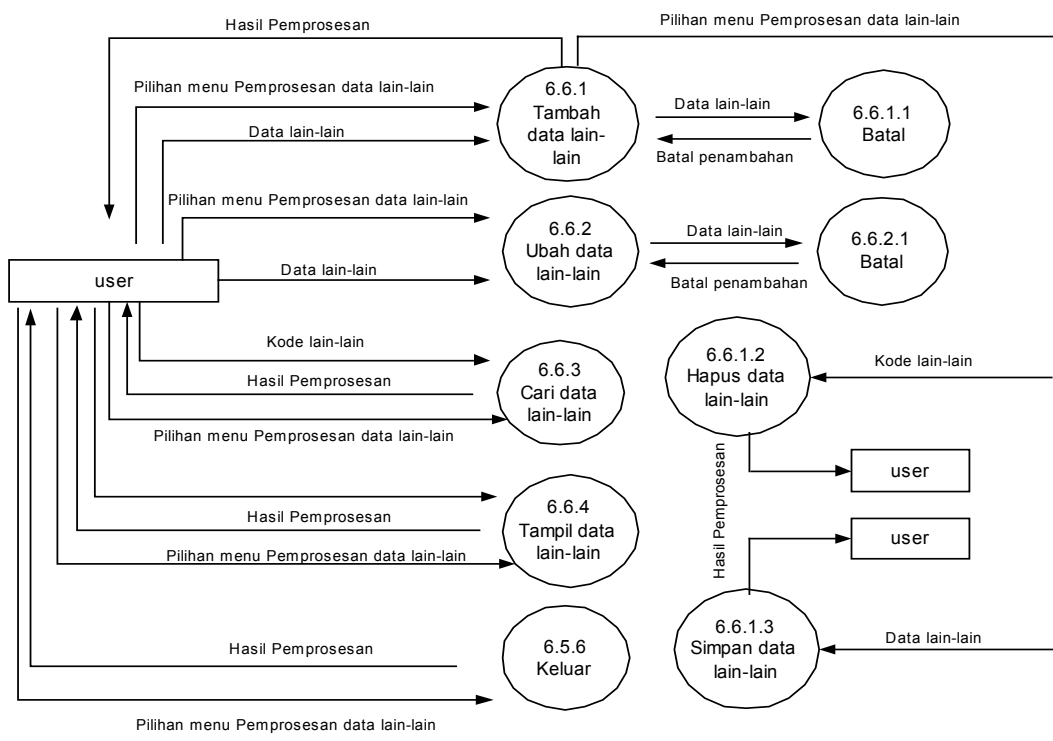 Hasil Pemprosesan
Pilihan menu Pemprosesan data lain-lain
Pilihan menu Pemprosesan data lain-lain
Data lain-lain
6.6.1
Tambah
data lain-
lain
Data lain-lain
Batal penambahan
6.6.1.1
Batal
Pilihan menu Pemprosesan data lain-lain
Data lain-lain
6.6.2
Ubah data
lain-lain
Data lain-lain
Batal penambahan
6.6.2.1
Batal
user
Kode lain-lain
Hasil Pemprosesan
Pilihan menu Pemprosesan data lain-lain
6.6.3
Cari data
lain-lain
6.6.1.2
Hapus data
lain-lain
Kode lain-lain
Hasil Pemprosesan
user
user
Hasil Pemprosesan
Pilihan menu Pemprosesan data lain-lain
6.6.4
Tampil data
lain-lain
6.6.1.3
Simpan data
lain-lain
Data lain-lain
Hasil Pemprosesan
6.5.6
Keluar
Pilihan menu Pemprosesan data lain-lain